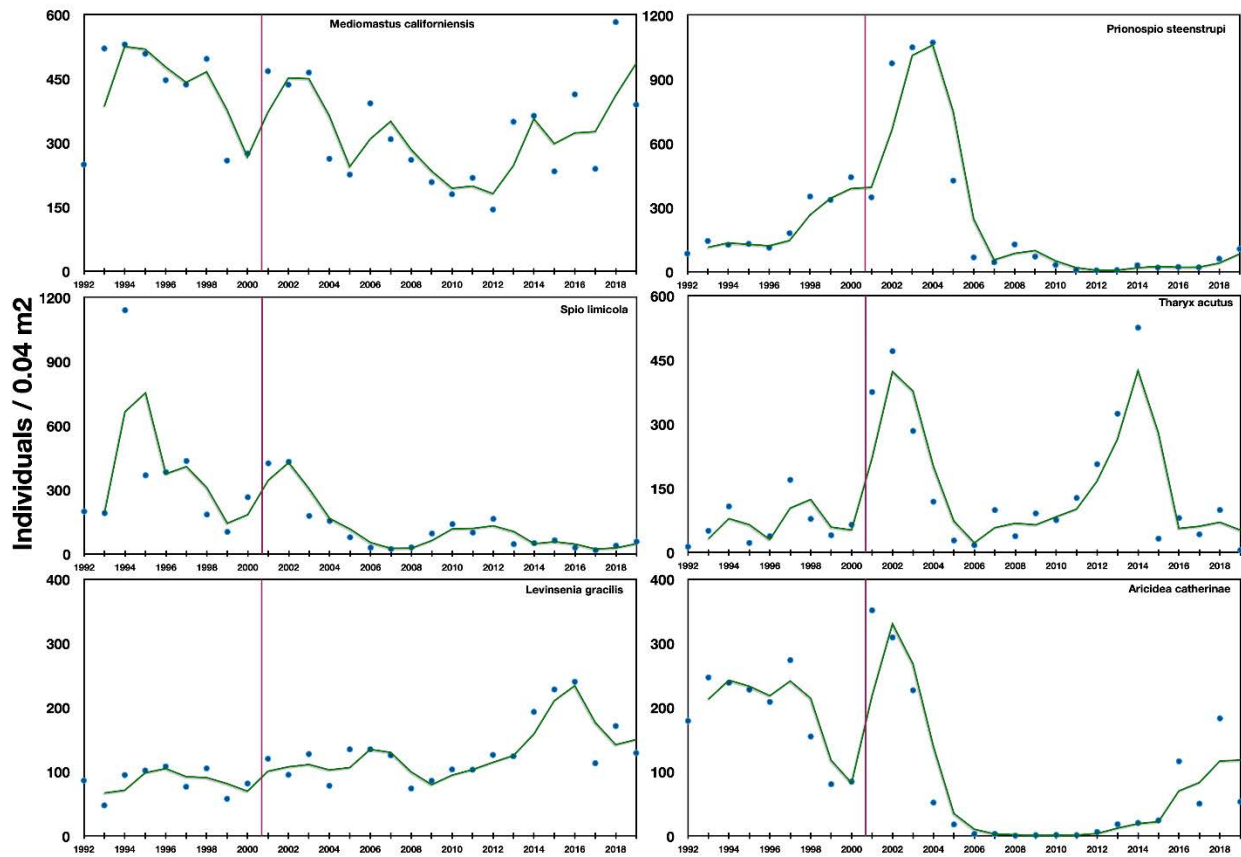 Individuals / 0.04 m2
Mediomastus californiensis
600
450
300
150
0
1992 1994 1996 1998 2000 2002 2004 2006 2008 2010 2012 2014 2016 2018
Prionospio steenstrupi
1200
900
600
300
0
1992 1994 1996 1998 2000 2002 2004 2006 2008 2010 2012 2014 2016 2018
Spio limicola
1200
900
600
300
0
1992 1994 1996 1998 2000 2002 2004 2006 2008 2010 2012 2014 2016 2018
Tharyx acutus
600
450
300
150
0
1992 1994 1996 1998 2000 2002 2004 2006 2008 2010 2012 2014 2016 2018
Levinsenia gracilis
400
300
200
100
0
1992 1994 1996 1998 2000 2002 2004 2006 2008 2010 2012 2014 2016 2018
Aricidea catherinae
400
300
200
100
0
1992 1994 1996 1998 2000 2002 2004 2006 2008 2010 2012 2014 2016 2018